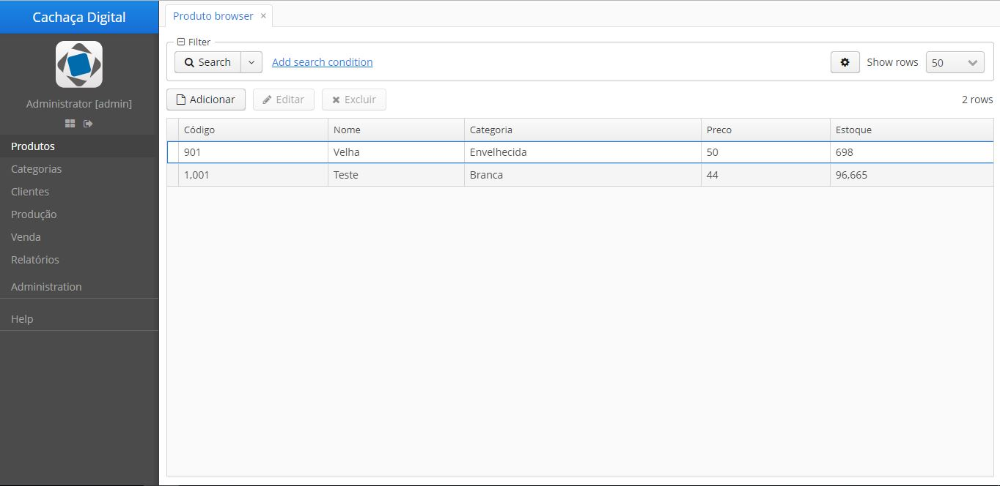 Cachaça Digital
Administrator [admin]
Produtos
Categorias
Clientes
Produção
Venda
Relatórios
Administration
Help
Produto browser ×
Filter
Search Add search condition Show rows 50
Adicionar Editar Excluir 2 rows
Código Nome Categoria Preco Estoque
901 Velha Envelhecida 50 698
1,001 Teste Branca 44 96,665